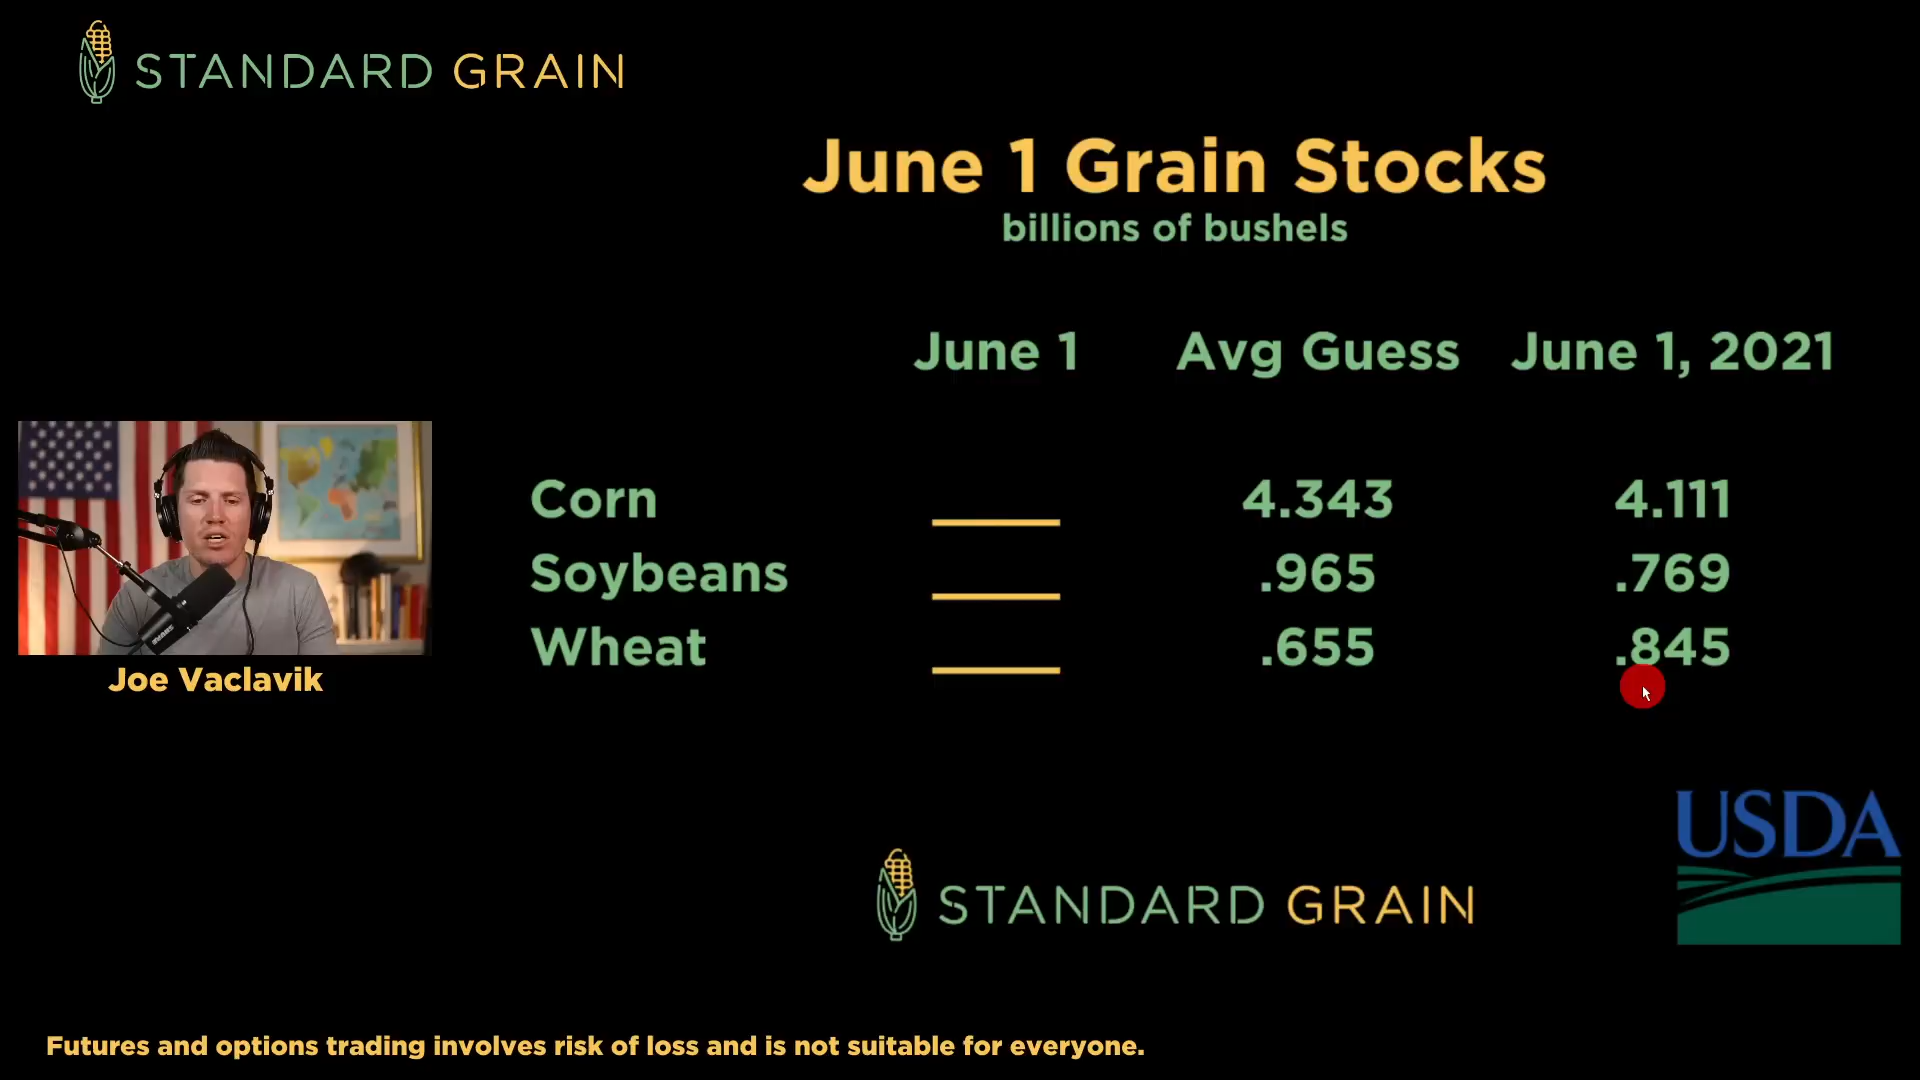 STANDARD GRAIN
June 1 Grain Stocks
billions of bushels
June 1 Avg Guess June 1, 2021
Corn 4.343 4.111
Soybeans .965 .769
Wheat .655 .845
Joe Vaclavik
USDA
STANDARD GRAIN
Futures and options trading involves risk of loss and is not suitable for everyone.